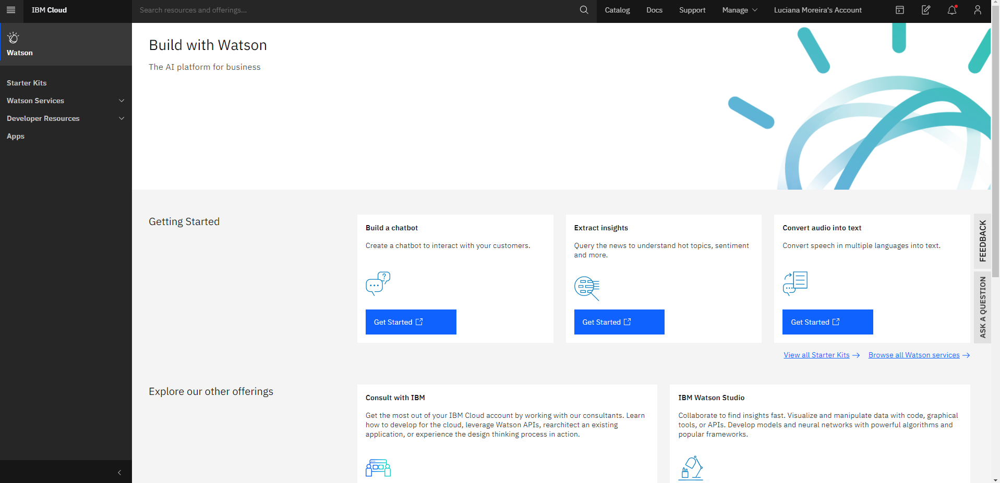 IBM Cloud
Search resources and offerings...
Catalog
Docs
Support
Manage
Luciana Moreira's Account
Watson
Starter Kits
Watson Services
Developer Resources
Apps
Build with Watson
The AI platform for business
Getting Started
Build a chatbot
Create a chatbot to interact with your customers.
?
Get Started
Extract insights
Query the news to understand hot topics, sentiment
and more.
Get Started
Convert audio into text
Convert speech in multiple languages into text.
Get Started
View all Starter Kits
Browse all Watson services
FEEDBACK
ASK A QUESTION
Explore our other offerings
Consult with IBM
Get the most out of your IBM Cloud account by working with our consultants. Learn
how to develop for the cloud, leverage Watson APIs, rearchitect an existing
application, or experience the design thinking process in action.
IBM Watson Studio
Collaborate to find insights fast. Visualize and manipulate data with code, graphical
tools, or APIs. Develop models and neural networks with powerful algorithms and
popular frameworks.